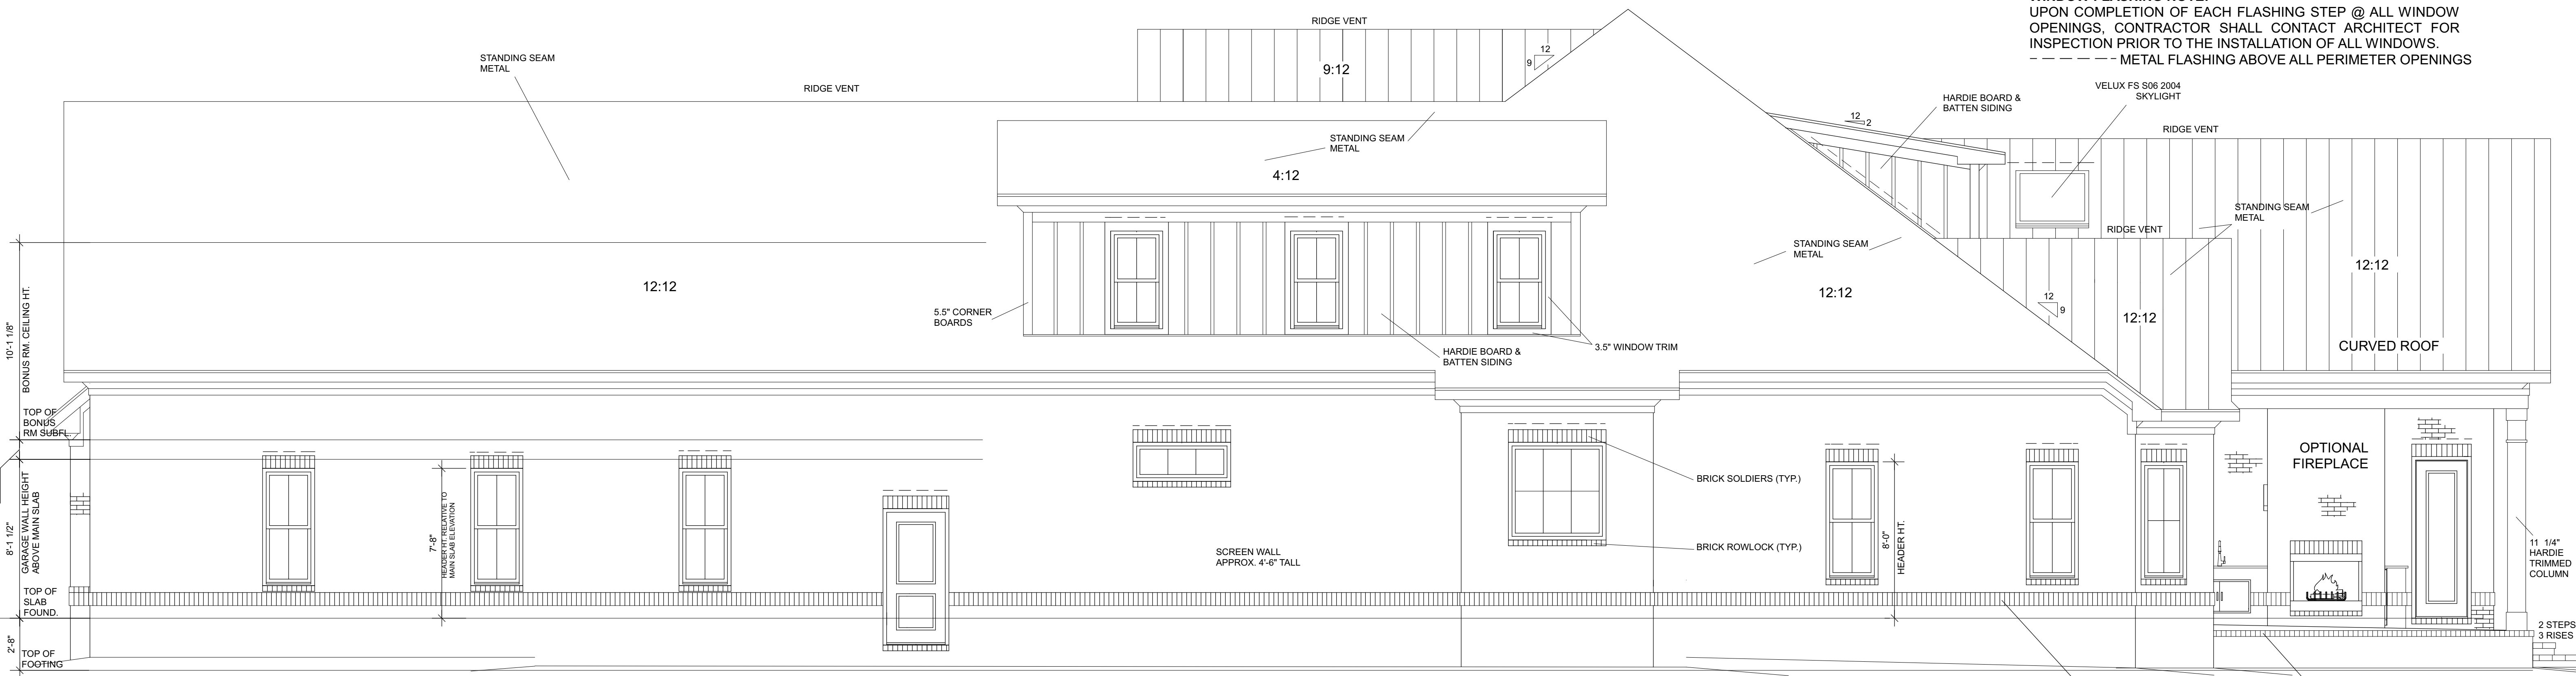 UPON COMPLETION OF EACH FLASHING STEP @ ALL WINDOW
OPENINGS, CONTRACTOR SHALL CONTACT ARCHITECT FOR
INSPECTION PRIOR TO THE INSTALLATION OF ALL WINDOWS.
METAL FLASHING ABOVE ALL PERIMETER OPENINGS
RIDGE VENT
STANDING SEAM
METAL
9:12
12
9
RIDGE VENT
VELUX FS S06 2004
SKYLIGHT
HARDIE BOARD &
BATTEN SIDING
12
2
RIDGE VENT
STANDING SEAM
METAL
4:12
STANDING SEAM
METAL
RIDGE VENT
STANDING SEAM
METAL
12:12
12:12
12:12
12
9
12:12
5.5" CORNER
BOARDS
HARDIE BOARD &
BATTEN SIDING
3.5" WINDOW TRIM
CURVED ROOF
10'-1 1/8"
BONUS RM. CEILING HT.
TOP OF
BONUS
RM SUBFL.
8'-1 1/2"
GARAGE WALL HEIGHT
ABOVE MAIN SLAB
7'-8"
HEADER HT. RELATIVE TO
MAIN SLAB ELEVATION
BRICK SOLDIERS (TYP.)
OPTIONAL
FIREPLACE
BRICK ROWLOCK (TYP.)
8'-0"
HEADER HT.
SCREEN WALL
APPROX. 4'-6" TALL
11 1/4"
HARDIE
TRIMMED
COLUMN
TOP OF
SLAB
FOUND.
2'-8"
TOP OF
FOOTING
2 STEPS
3 RISES